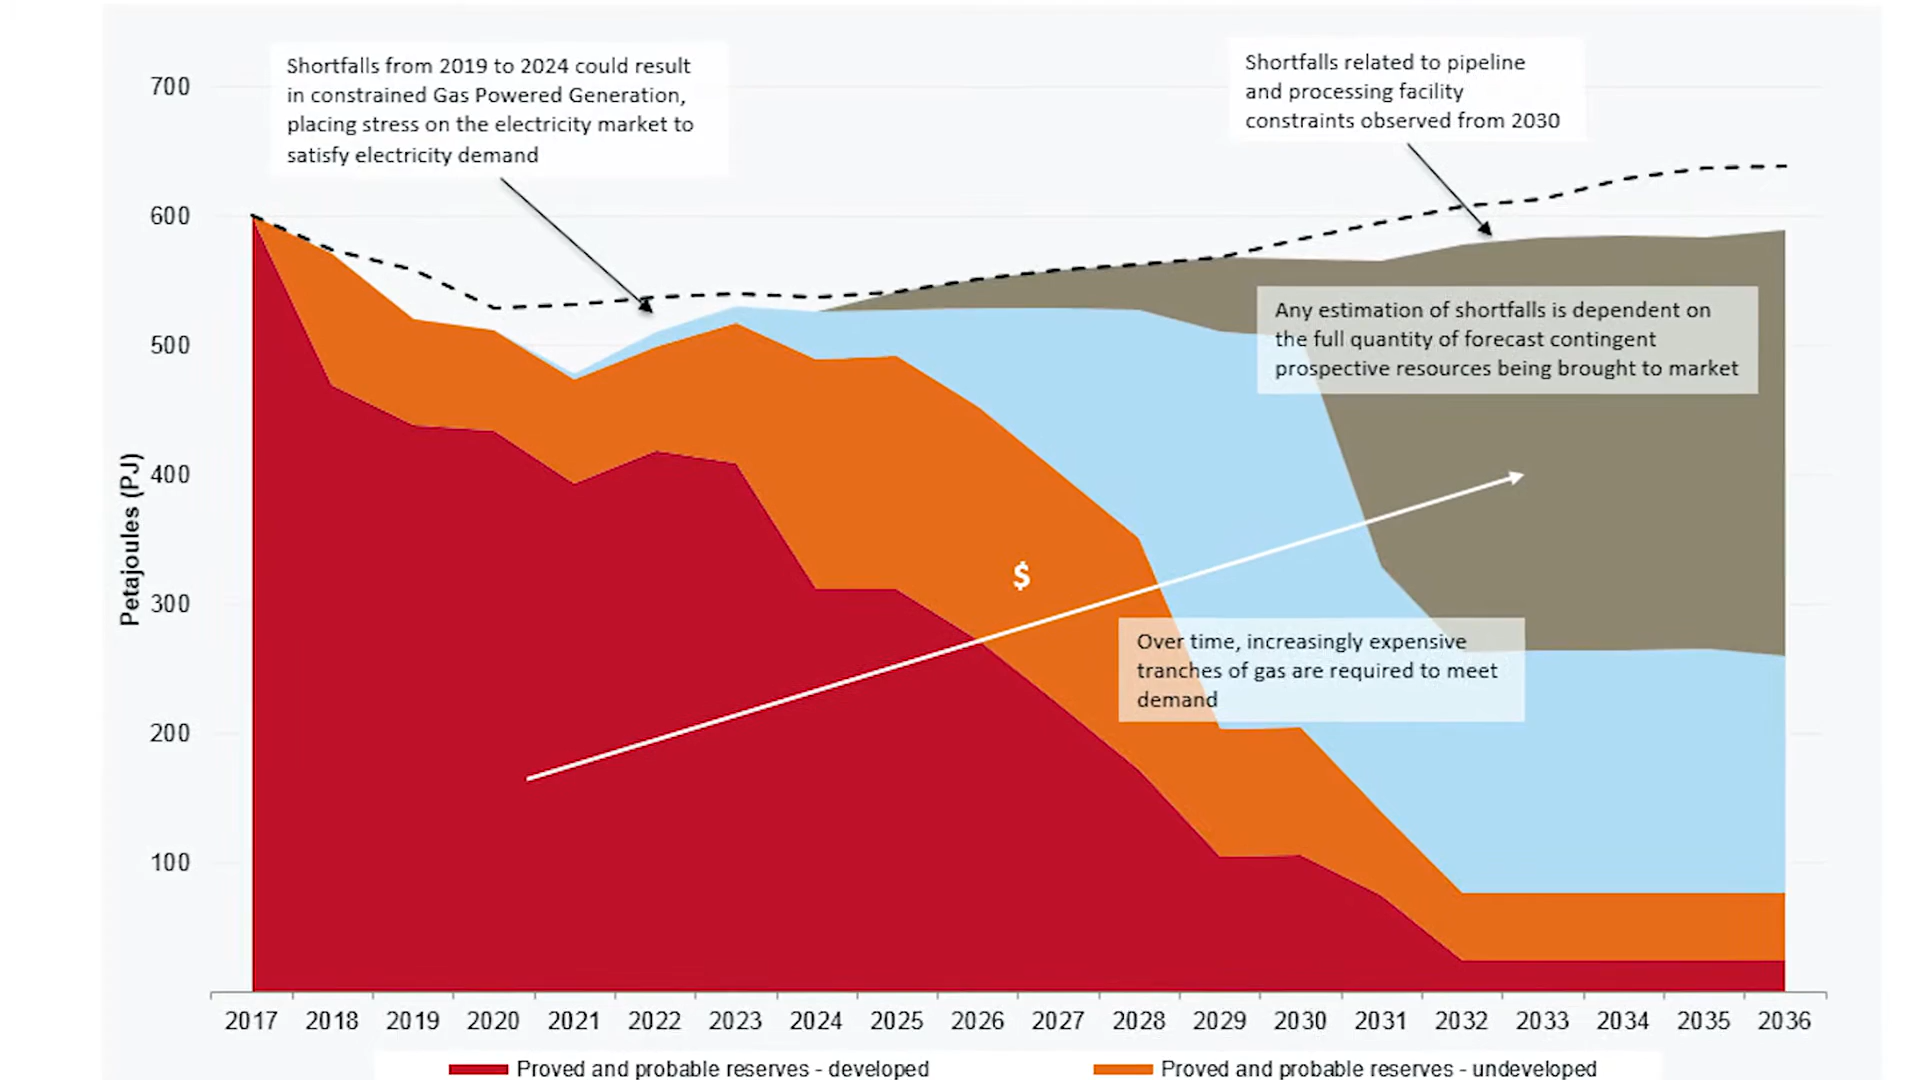 Shortfalls from 2019 to 2024 could result
in constrained Gas Powered Generation,
placing stress on the electricity market to
satisfy electricity demand
Shortfalls related to pipeline
and processing facility
constraints observed from 2030
700
600
500
400
300
200
100
Petajoules (PJ)
Any estimation of shortfalls is dependent on
the full quantity of forecast contingent
prospective resources being brought to market
$
Over time, increasingly expensive
tranches of gas are required to meet
demand
2017 2018 2019 2020 2021 2022 2023 2024 2025 2026 2027 2028 2029 2030 2031 2032 2033 2034 2035 2036
Proved and probable reserves - developed
Proved and probable reserves - undeveloped